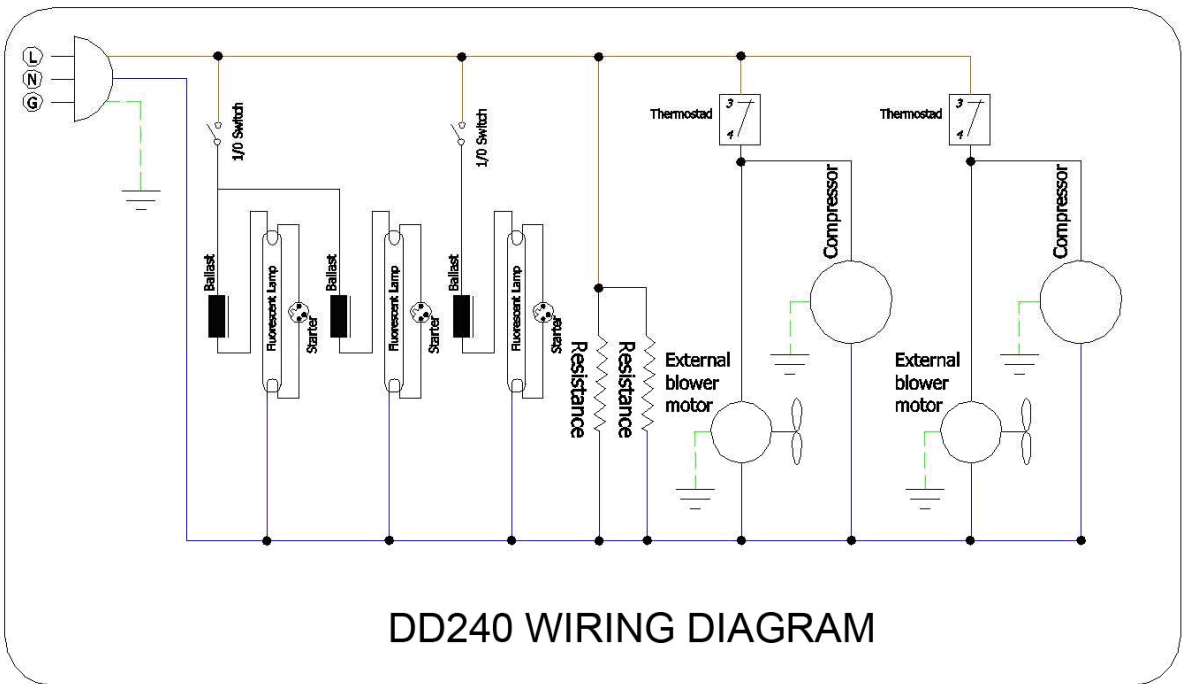 L
N
G
1/0 Switch
1/0 Switch
Thermostad
3
4
Thermostad
3
4
Compressor
Compressor
Ballast
Fluorescent Lamp
Starter
Ballast
Fluorescent Lamp
Starter
Ballast
Fluorescent Lamp
Starter
Resistance
Resistance
External
blower
motor
External
blower
motor
DD240 WIRING DIAGRAM